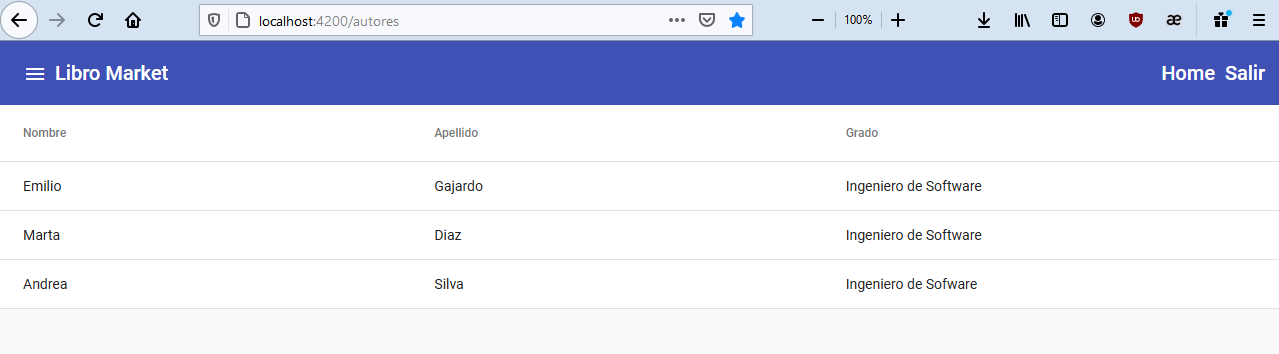 localhost:4200/autores
100%
Libro Market
Home Salir
Nombre Apellido Grado
Emilio Gajardo Ingeniero de Software
Marta Diaz Ingeniero de Software
Andrea Silva Ingeniero de Sofware